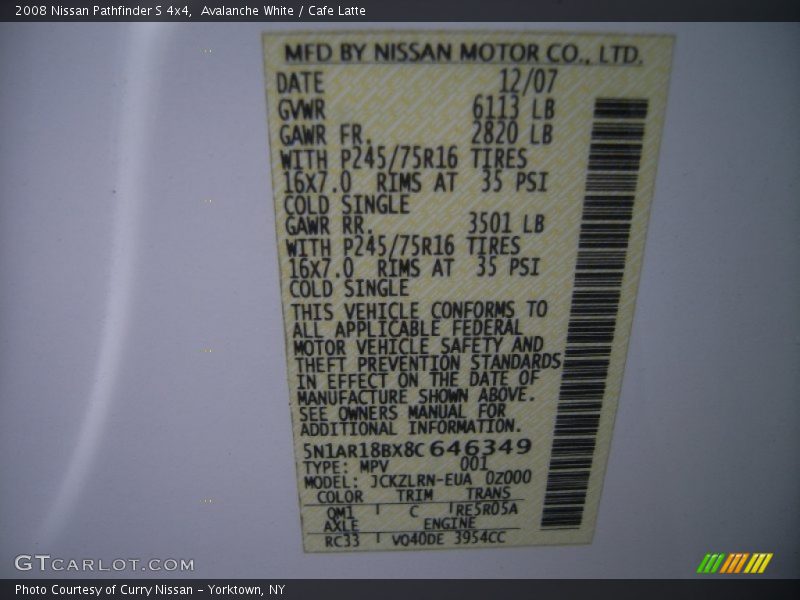 2008 Nissan Pathfinder S 4x4,  Avalanche White / Cafe Latte
MFD BY NISSAN MOTOR CO., LTD.
DATE 12/07
GVWR 6113 LB
GAWR FR. 2820 LB
WITH P245/75R16 TIRES
16X7.0 RIMS AT 35 PSI
COLD SINGLE
GAWR RR. 3501 LB
WITH P245/75R16 TIRES
16X7.0 RIMS AT 35 PSI
COLD SINGLE
THIS VEHICLE CONFORMS TO
ALL APPLICABLE FEDERAL
MOTOR VEHICLE SAFETY AND
THEFT PREVENTION STANDARDS
IN EFFECT ON THE DATE OF
MANUFACTURE SHOWN ABOVE.
SEE OWNERS MANUAL FOR
ADDITIONAL INFORMATION.
5N1AR18BX8C646349
TYPE: MPV 001
MODEL: JCKZLRN-EUA 0Z000
COLOR TRIM TRANS
QM1 C RE5R05A
AXLE ENGINE
RC33 VQ40DE 3954CC
GTCARLOT.COM
Photo Courtesy of Curry Nissan - Yorktown, NY